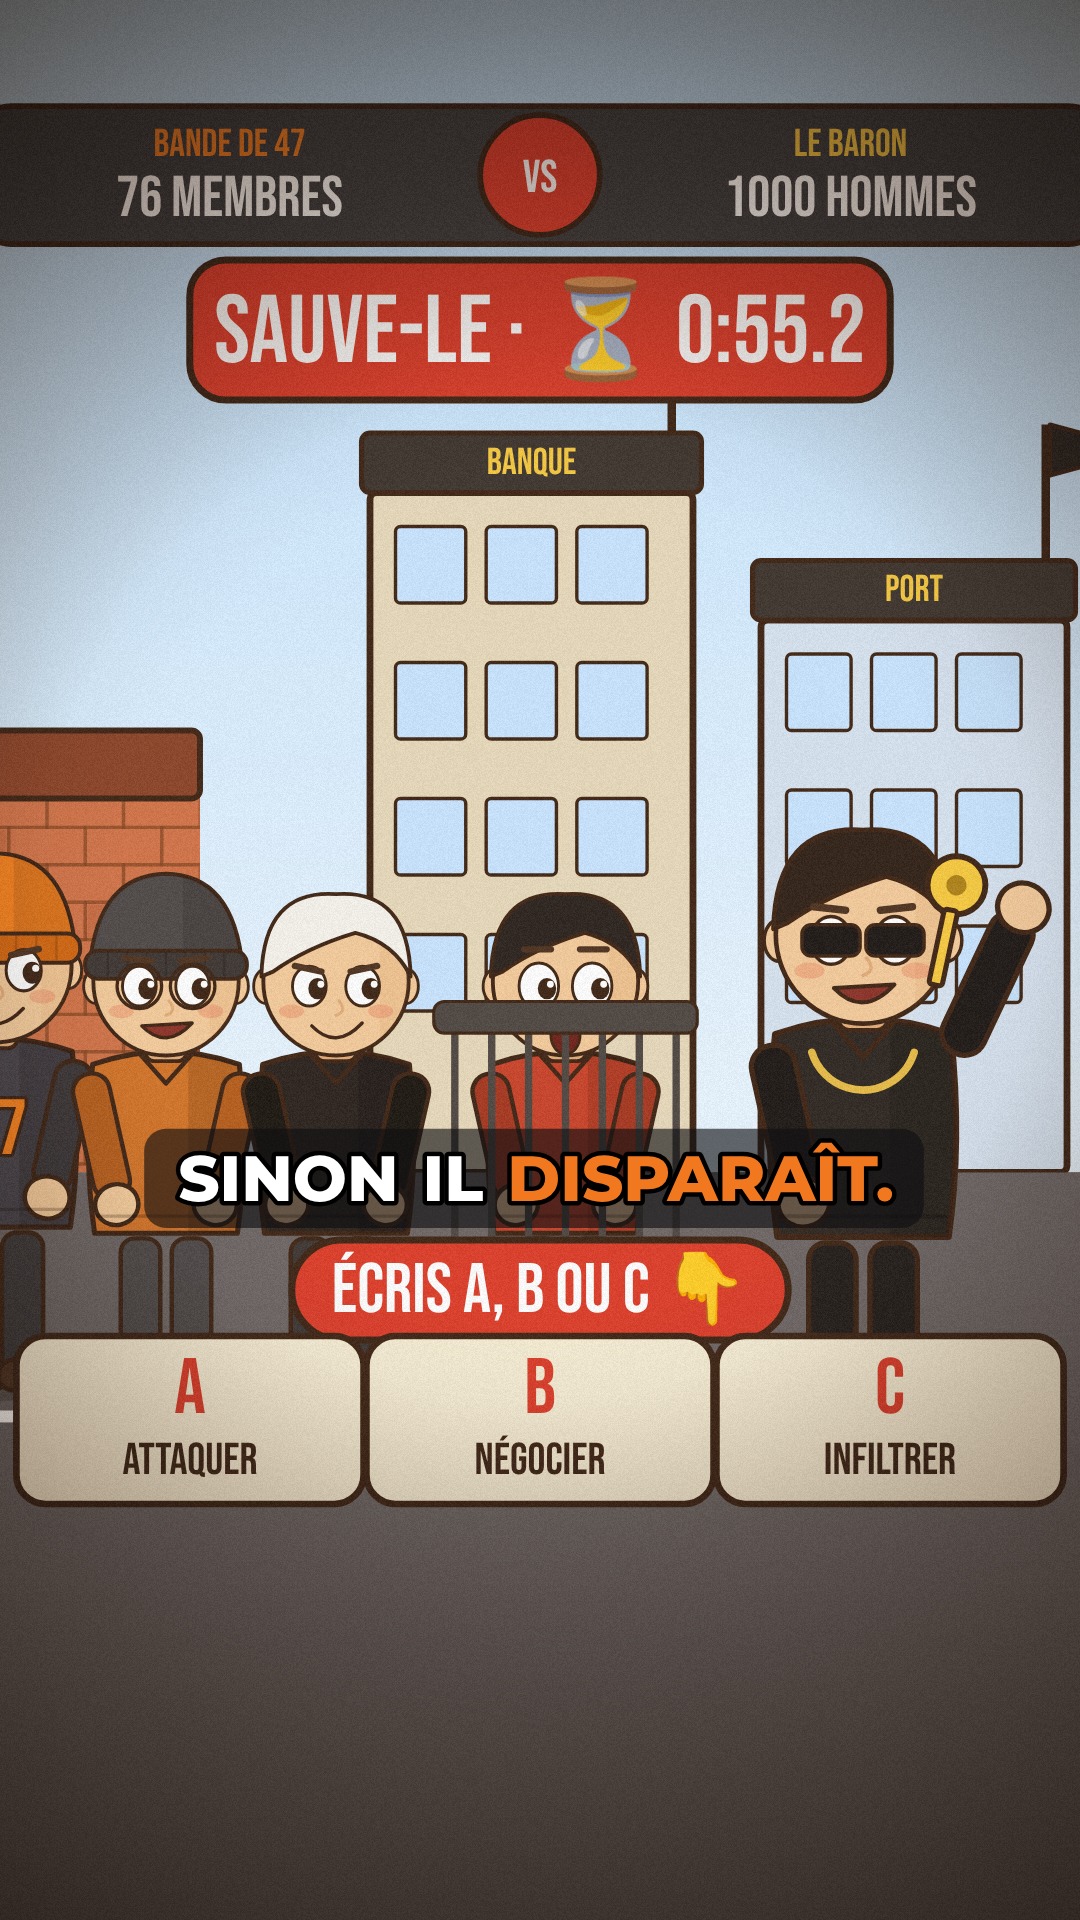 BANDE DE 47
76 MEMBRES
VS
LE BARON
1000 HOMMES
SAUVE-LE · ⏳ 0:55.2
BANQUE
PORT
7
SINON IL DISPARAÎT.
ÉCRIS A, B OU C 👇
A
ATTAQUER
B
NÉGOCIER
C
INFILTRER